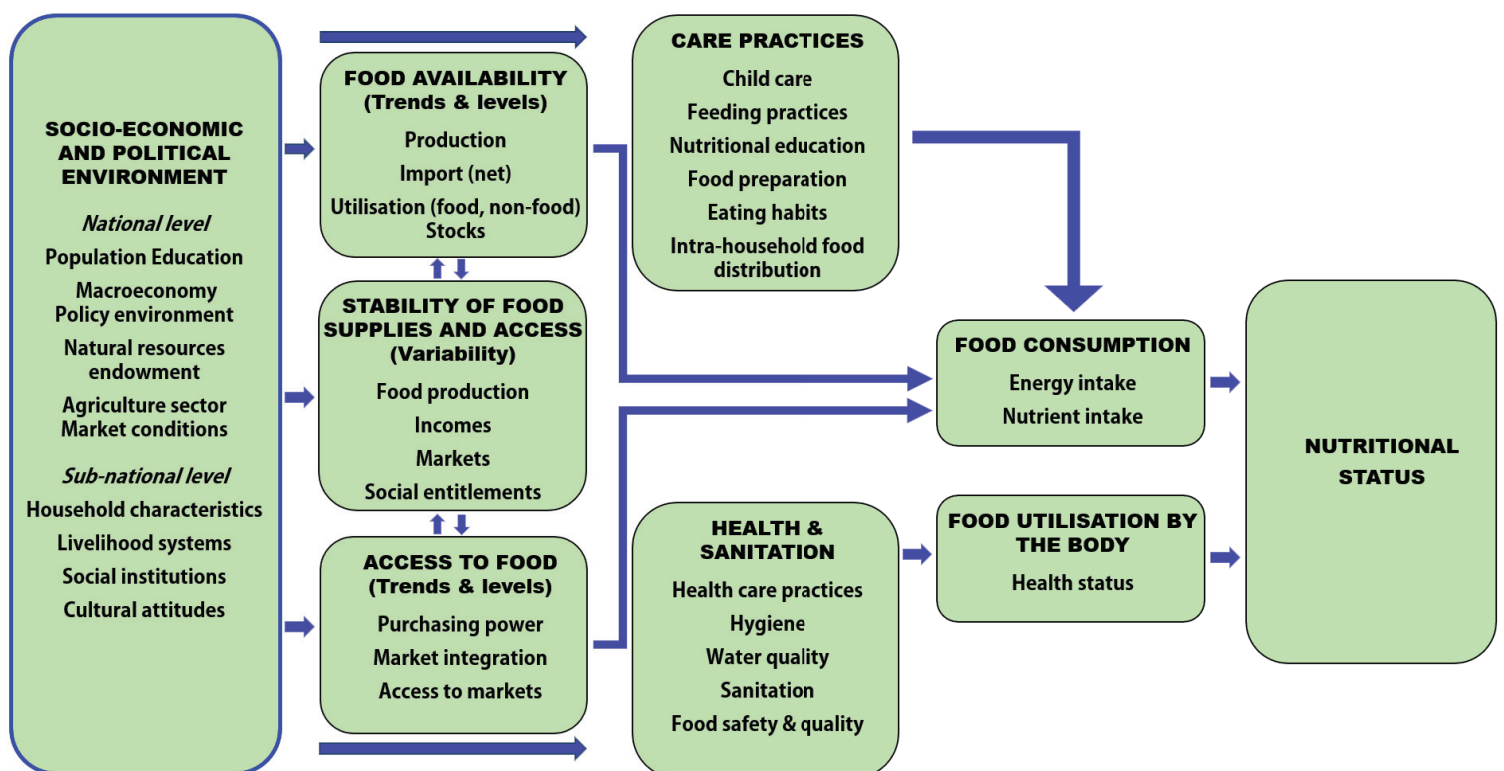 SOCIO-ECONOMIC
AND POLITICAL
ENVIRONMENT
National level
Population Education
Macroeconomy
Policy environment
Natural resources
endowment
Agriculture sector
Market conditions
Sub-national level
Household characteristics
Livelihood systems
Social institutions
Cultural attitudes
FOOD AVAILABILITY
(Trends & levels)
Production
Import (net)
Utilisation (food, non-food)
Stocks
STABILITY OF FOOD
SUPPLIES AND ACCESS
(Variability)
Food production
Incomes
Markets
Social entitlements
ACCESS TO FOOD
(Trends & levels)
Purchasing power
Market integration
Access to markets
CARE PRACTICES
Child care
Feeding practices
Nutritional education
Food preparation
Eating habits
Intra-household food
distribution
HEALTH &
SANITATION
Health care practices
Hygiene
Water quality
Sanitation
Food safety & quality
FOOD CONSUMPTION
Energy intake
Nutrient intake
FOOD UTILISATION BY
THE BODY
Health status
NUTRITIONAL
STATUS